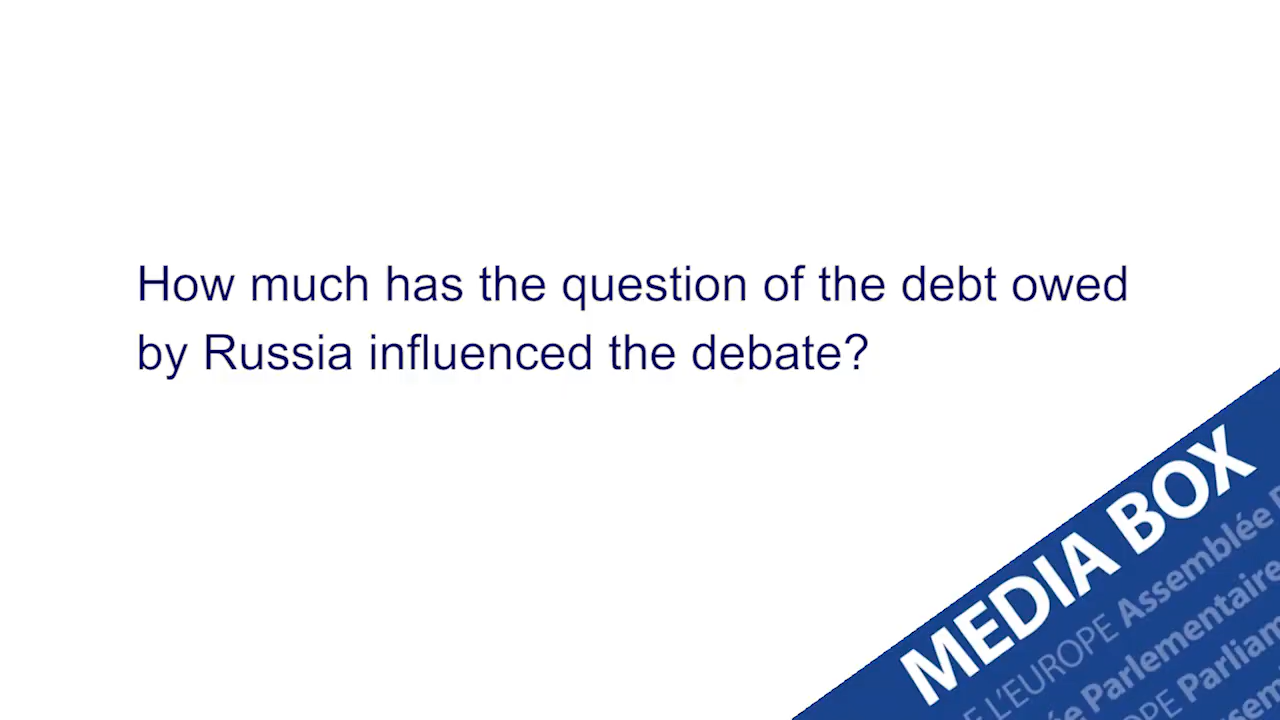 How much has the question of the debt owed
by Russia influenced the debate?
MEDIA BOX
L'EUROPE Assemblée
Parlementaire